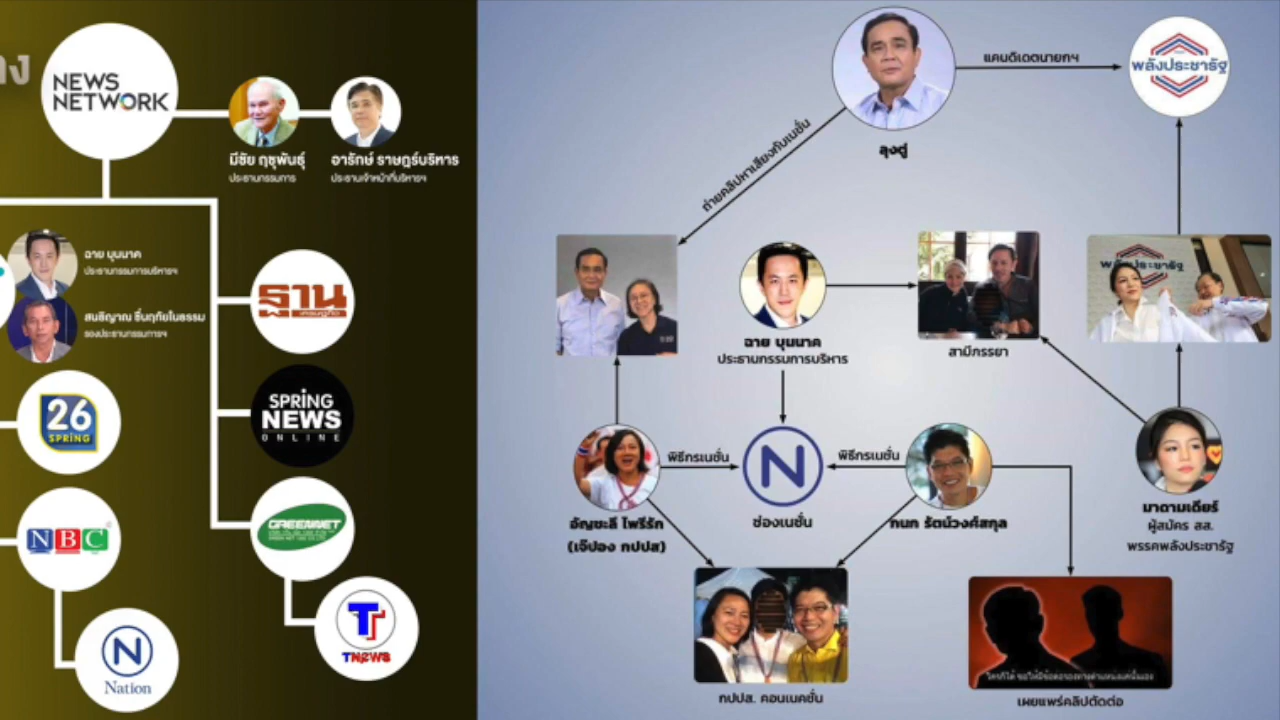 าง
NEWS
NETWORK
มีชัย ฤชุพันธุ์
ประธานกรรมการ
อารักษ์ ราษฎร์บริหาร
ประธานเจ้าหน้าที่บริหารฯ
ฉาย บุนนาค
ประธานกรรมการบริหารฯ
สนธิญาณ ชื่นฤทัยในธรรม
รองประธานกรรมการฯ
ฐาน
เศรษฐกิจ
26
SPRING
SPRING
NEWS
ONLINE
NBC
GREENNET
N
Nation
T
TNEWS
แคนดิเดตนายกฯ
พลังประชารัฐ
ลุงตู่
ถ่ายคลิปหาเสียงกับเนชั่น
ฉาย บุนนาค
ประธานกรรมการบริหาร
สามีภรรยา
พลังประชารัฐ
พิธีกรเนชั่น
N
พิธีกรเนชั่น
อัญชะลี ไพรีรัก
(เจ๊ปอง กปปส)
ช่องเนชั่น
กนก รัตน์วงศ์สกุล
มาดามเดียร์
ผู้สมัคร สส.
พรรคพลังประชารัฐ
กปปส. คอนเนคชั่น
เผยแพร่คลิปตัดต่อ